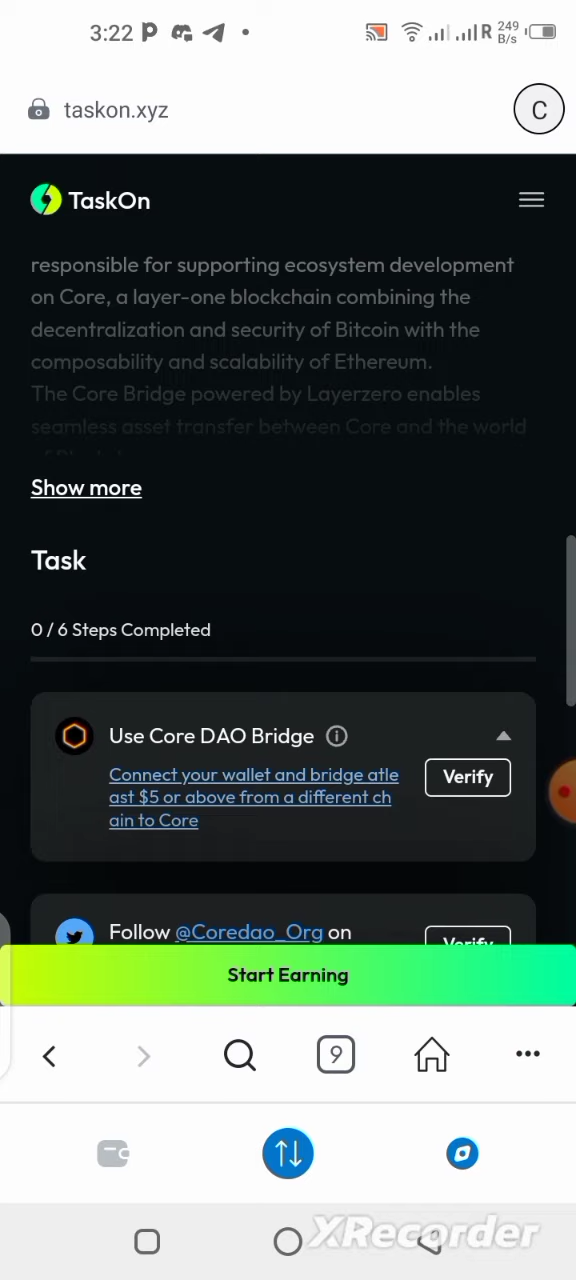 3:22
R 249 B/s
taskon.xyz
C
TaskOn
responsible for supporting ecosystem development
on Core, a layer-one blockchain combining the
decentralization and security of Bitcoin with the
composability and scalability of Ethereum.
The Core Bridge powered by Layerzero enables
seamless asset transfer between Core and the world
Show more
Task
0 / 6 Steps Completed
Use Core DAO Bridge
Connect your wallet and bridge atle
ast $5 or above from a different ch
ain to Core
Verify
Follow @Coredao_Org on
Verify
Start Earning
9
XRecorder